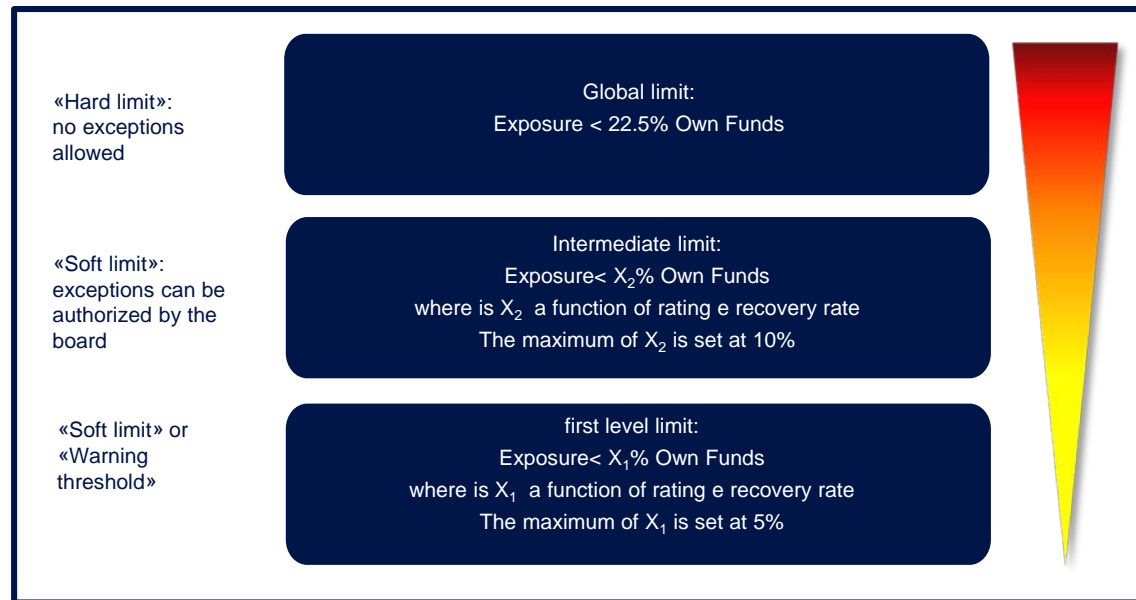 «Hard limit»:
no exceptions
allowed
Global limit:
Exposure < 22.5% Own Funds
«Soft limit»:
exceptions can be
authorized by the
board
Intermediate limit:
Exposure< X₂% Own Funds
where is X₂ a function of rating e recovery rate
The maximum of X₂ is set at 10%
«Soft limit» or
«Warning
threshold»
first level limit:
Exposure< X₁% Own Funds
where is X₁ a function of rating e recovery rate
The maximum of X₁ is set at 5%